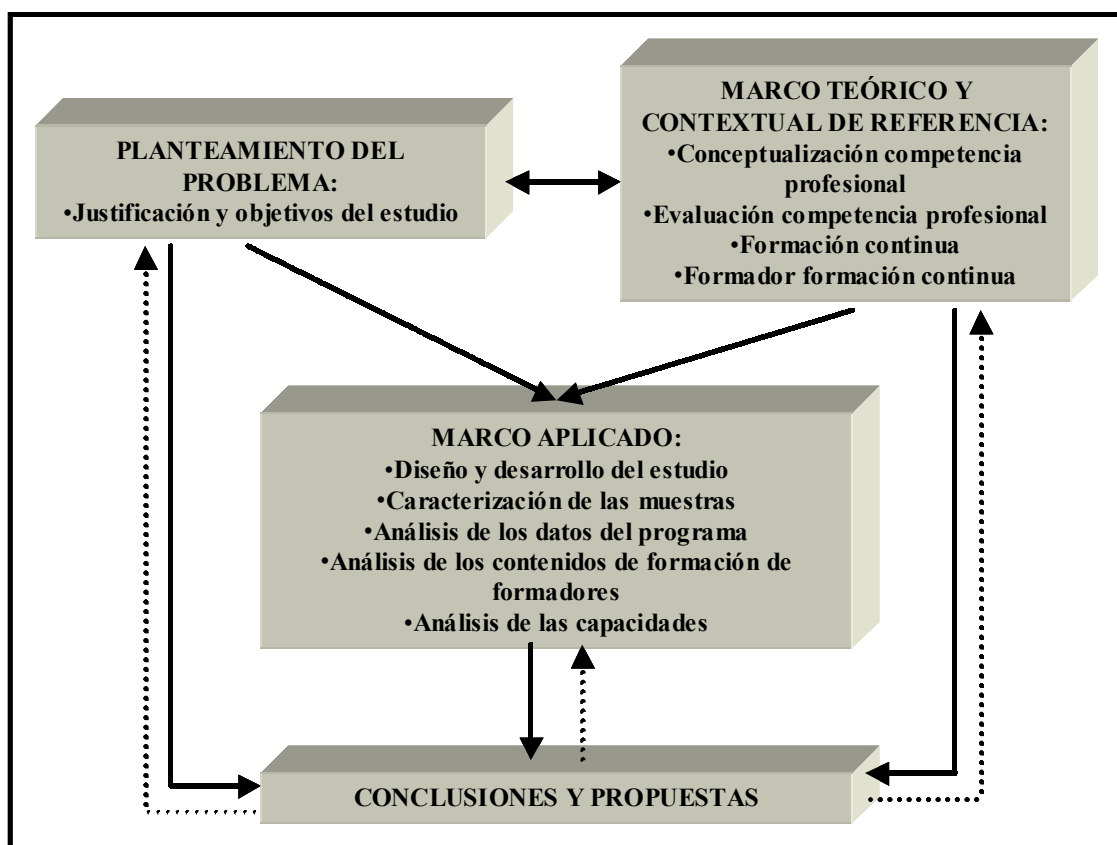 PLANTEAMIENTO DEL
PROBLEMA:
•Justificación y objetivos del estudio
MARCO TEÓRICO Y
CONTEXTUAL DE REFERENCIA:
•Conceptualización competencia
profesional
•Evaluación competencia profesional
•Formación continua
•Formador formación continua
MARCO APLICADO:
•Diseño y desarrollo del estudio
•Caracterización de las muestras
•Análisis de los datos del programa
•Análisis de los contenidos de formación de
formadores
•Análisis de las capacidades
CONCLUSIONES Y PROPUESTAS